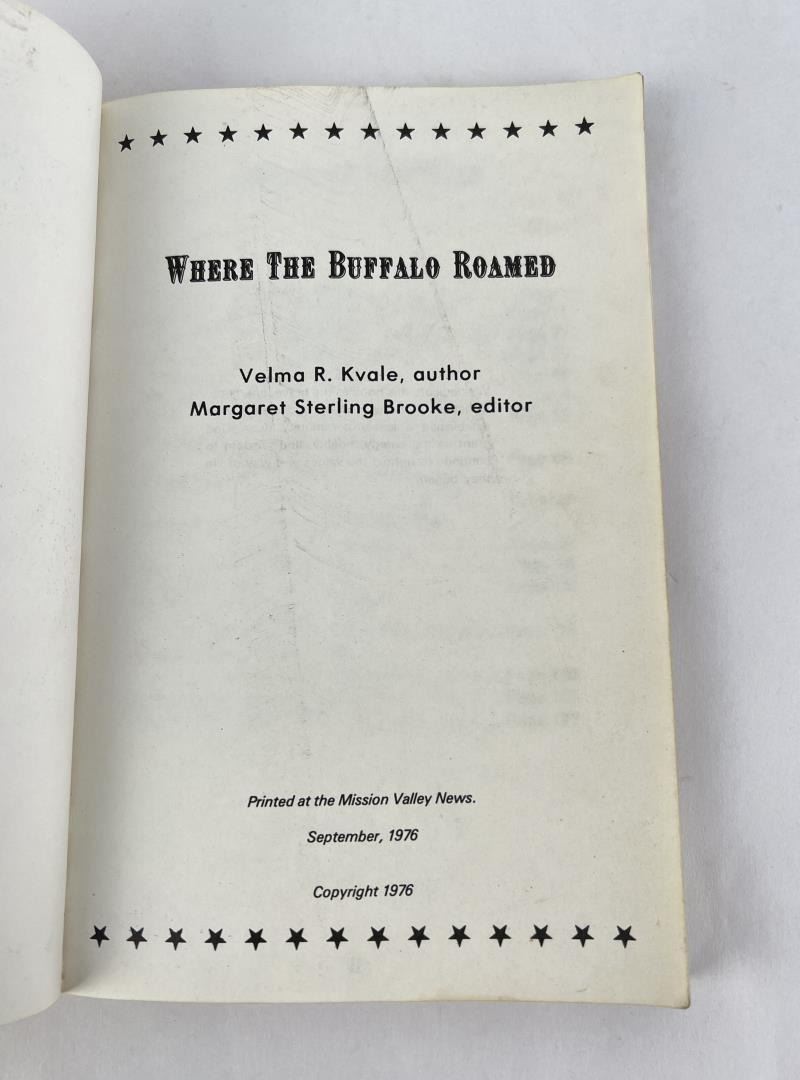 WHERE THE BUFFALO ROAMED
Velma R. Kvale, author
Margaret Sterling Brooke, editor
Printed at the Mission Valley News.
September, 1976
Copyright 1976